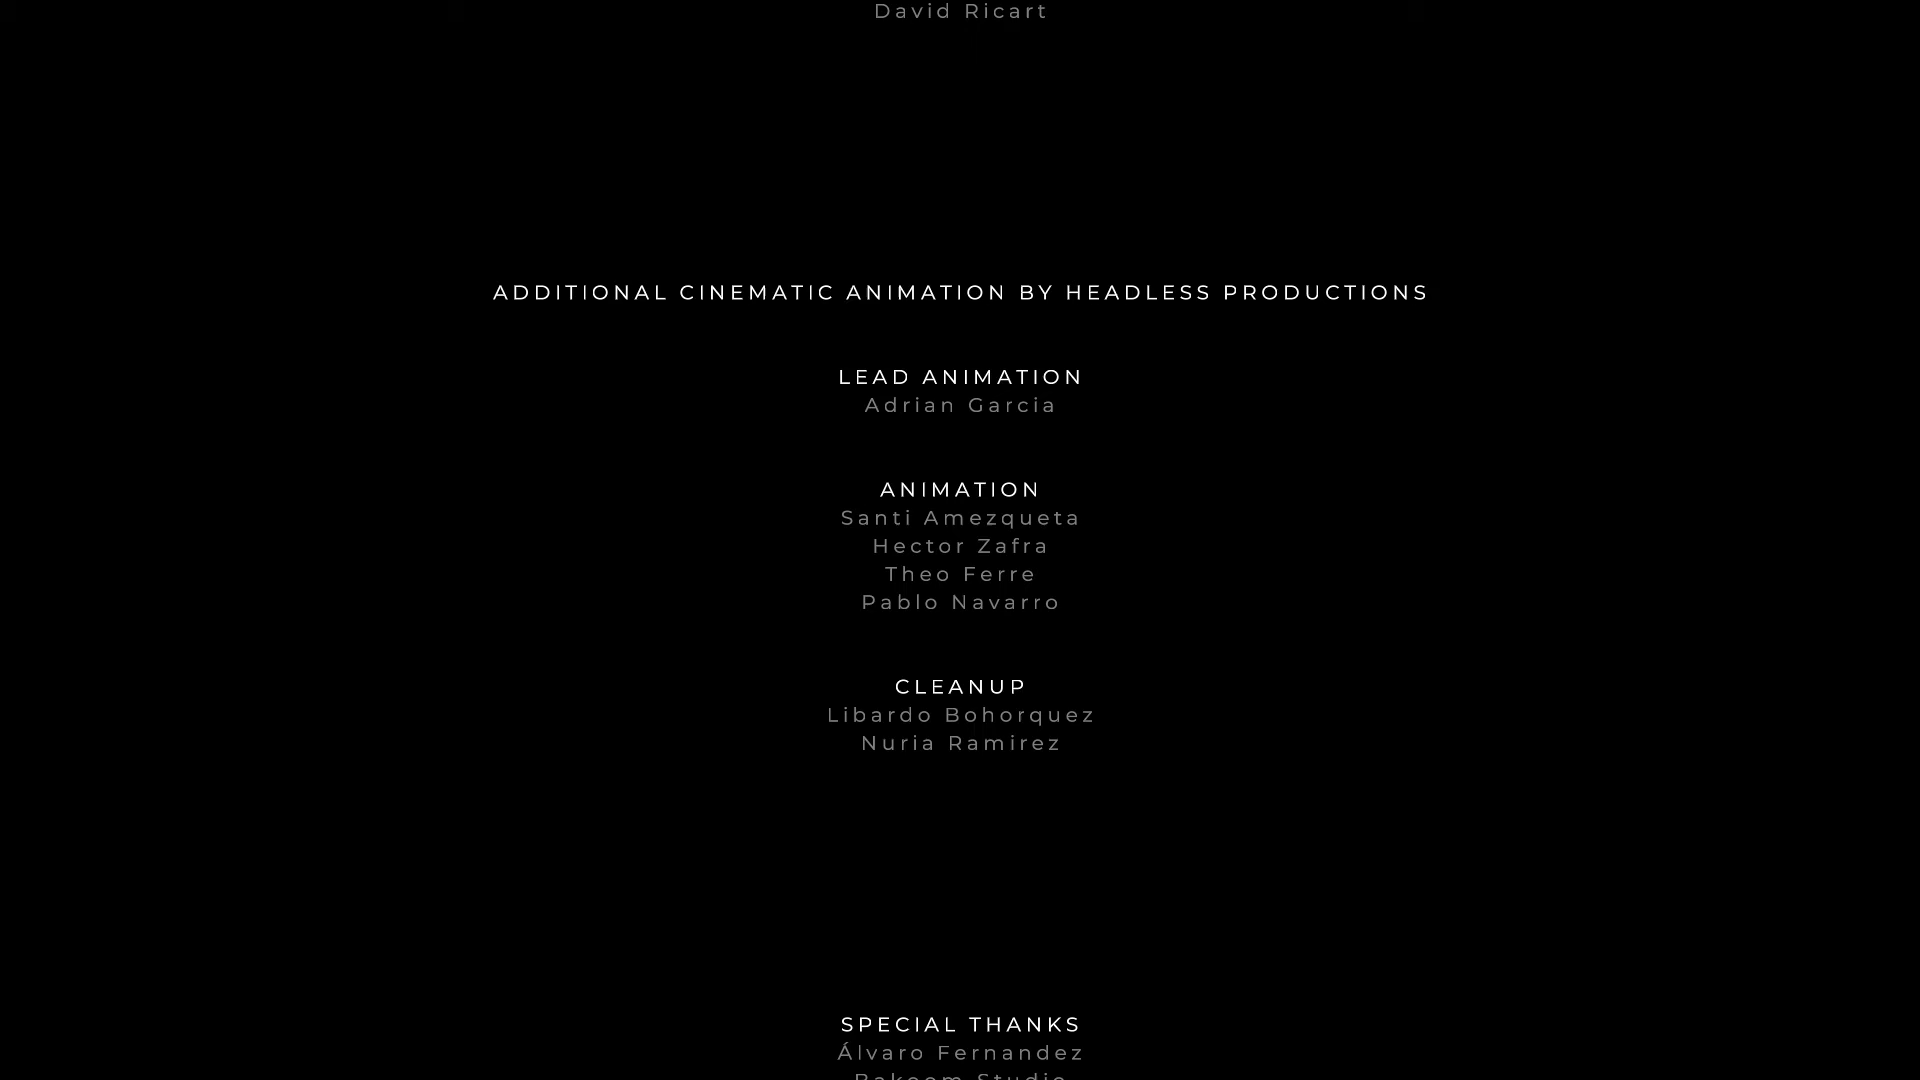 David Ricart
ADDITIONAL CINEMATIC ANIMATION BY HEADLESS PRODUCTIONS
LEAD ANIMATION
Adrian Garcia
ANIMATION
Santi Amezqueta
Hector Zafra
Theo Ferre
Pablo Navarro
CLEANUP
Libardo Bohorquez
Nuria Ramirez
SPECIAL THANKS
Álvaro Fernandez
Studio